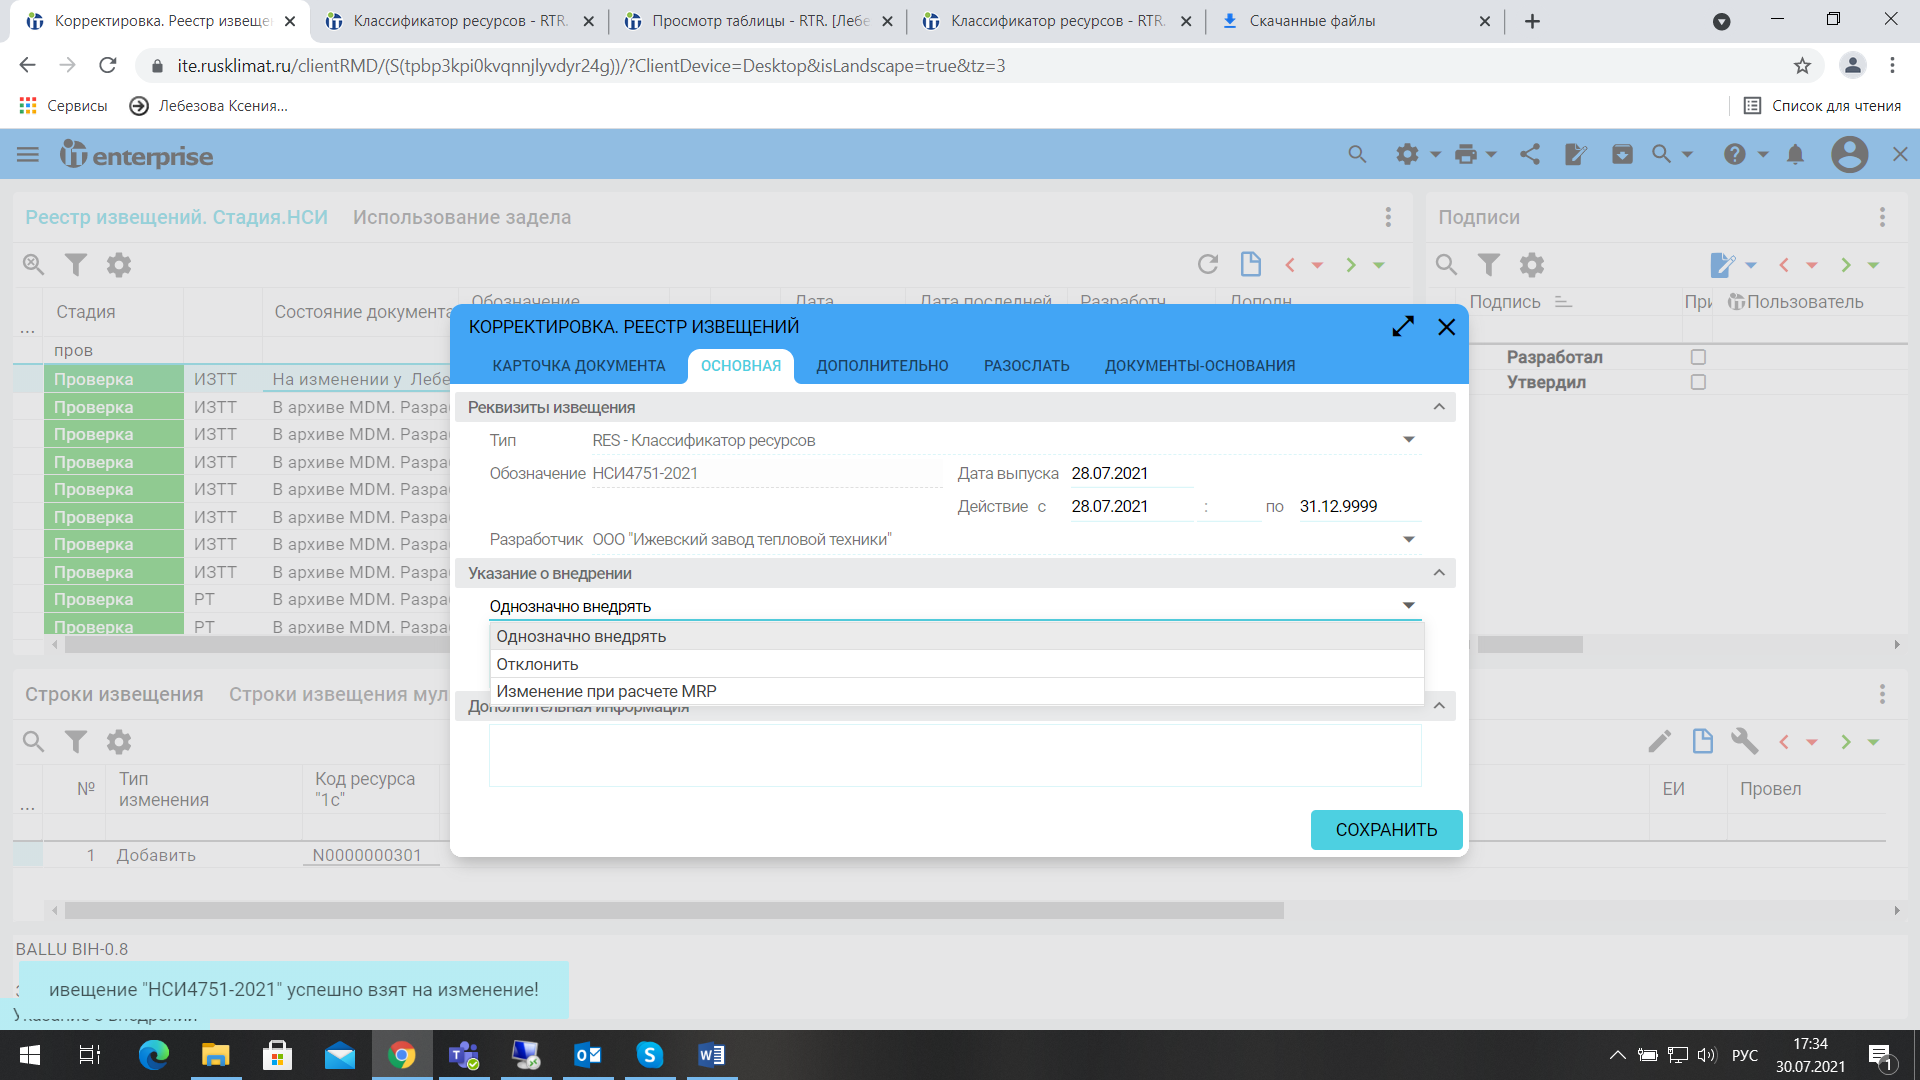 Корректировка. Реестр извеще
Классификатор ресурсов - RTR.
Просмотр таблицы - RTR. [Лебе
Классификатор ресурсов - RTR.
Скачанные файлы
ite.rusklimat.ru/clientRMD/(S(tpbp3kpi0kvqnnjlyvdyr24g))/?ClientDevice=Desktop&isLandscape=true&tz=3
Сервисы
Лебезова Ксения...
Список для чтения
enterprise
Реестр извещений. Стадия.НСИ
Использование задела
Подписи
... Стадия
Состояние документа
Обозначение
Дата
Дата последней
Разработч
Дополн
Подпись
При
Пользователь
пров
Проверка ИЗТТ На изменении у Лебе
Проверка ИЗТТ В архиве MDM. Разра
Проверка ИЗТТ В архиве MDM. Разра
Проверка ИЗТТ В архиве MDM. Разра
Проверка ИЗТТ В архиве MDM. Разра
Проверка ИЗТТ В архиве MDM. Разра
Проверка ИЗТТ В архиве MDM. Разра
Проверка ИЗТТ В архиве MDM. Разра
Проверка РТ В архиве MDM. Разра
Проверка РТ В архиве MDM. Разра
Разработал
Утвердил
КОРРЕКТИРОВКА. РЕЕСТР ИЗВЕЩЕНИЙ
КАРТОЧКА ДОКУМЕНТА
ОСНОВНАЯ
ДОПОЛНИТЕЛЬНО
РАЗОСЛАТЬ
ДОКУМЕНТЫ-ОСНОВАНИЯ
Реквизиты извещения
Тип RES - Классификатор ресурсов
Обозначение НСИ4751-2021 Дата выпуска 28.07.2021
Действие с 28.07.2021 : по 31.12.9999
Разработчик ООО "Ижевский завод тепловой техники"
Указание о внедрении
Однозначно внедрять
Однозначно внедрять
Отклонить
Изменение при расчете MRP
Дополнительная информация
СОХРАНИТЬ
Строки извещения
Строки извещения мул
... № Тип изменения
Код ресурса "1с"
ЕИ
Провел
1 Добавить N0000000301
BALLU BIH-0.8
ивещение "НСИ4751-2021" успешно взят на изменение!
Указание о внедрении
РУС
17:34
30.07.2021
1